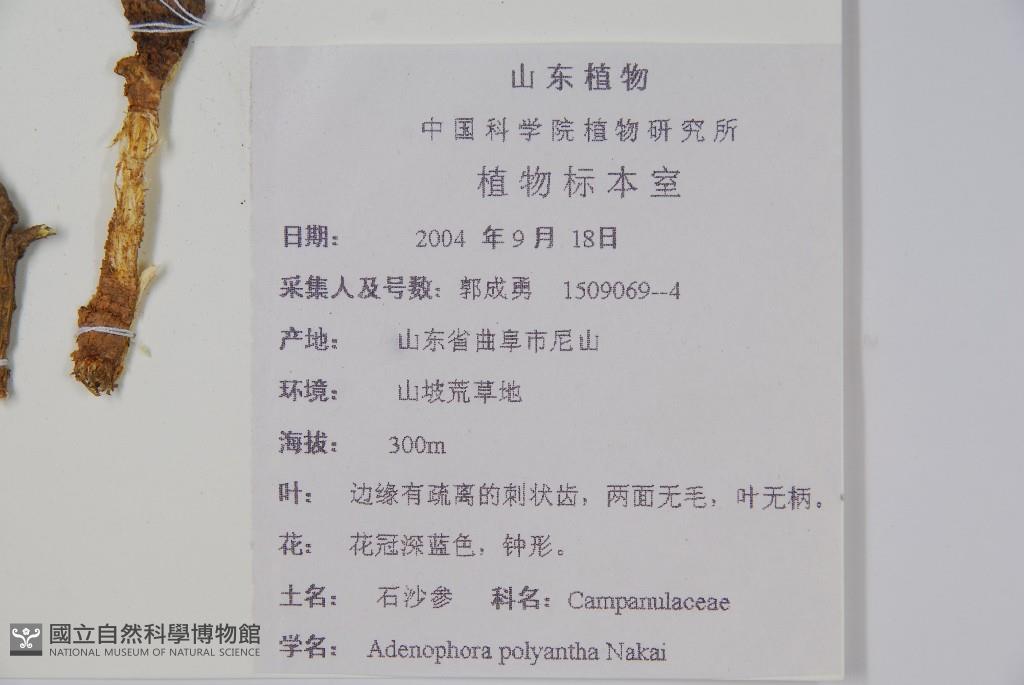 山东植物
中国科学院植物研究所
植物标本室
日期： 2004 年 9 月 18日
采集人及号数：郭成勇 1509069--4
产地： 山东省曲阜市尼山
环境： 山坡荒草地
海拔： 300m
叶： 边缘有疏离的刺状齿，两面无毛，叶无柄。
花： 花冠深蓝色，钟形。
土名： 石沙参 科名：Campanulaceae
学名： Adenophora polyantha Nakai
國立自然科學博物館
NATIONAL MUSEUM OF NATURAL SCIENCE